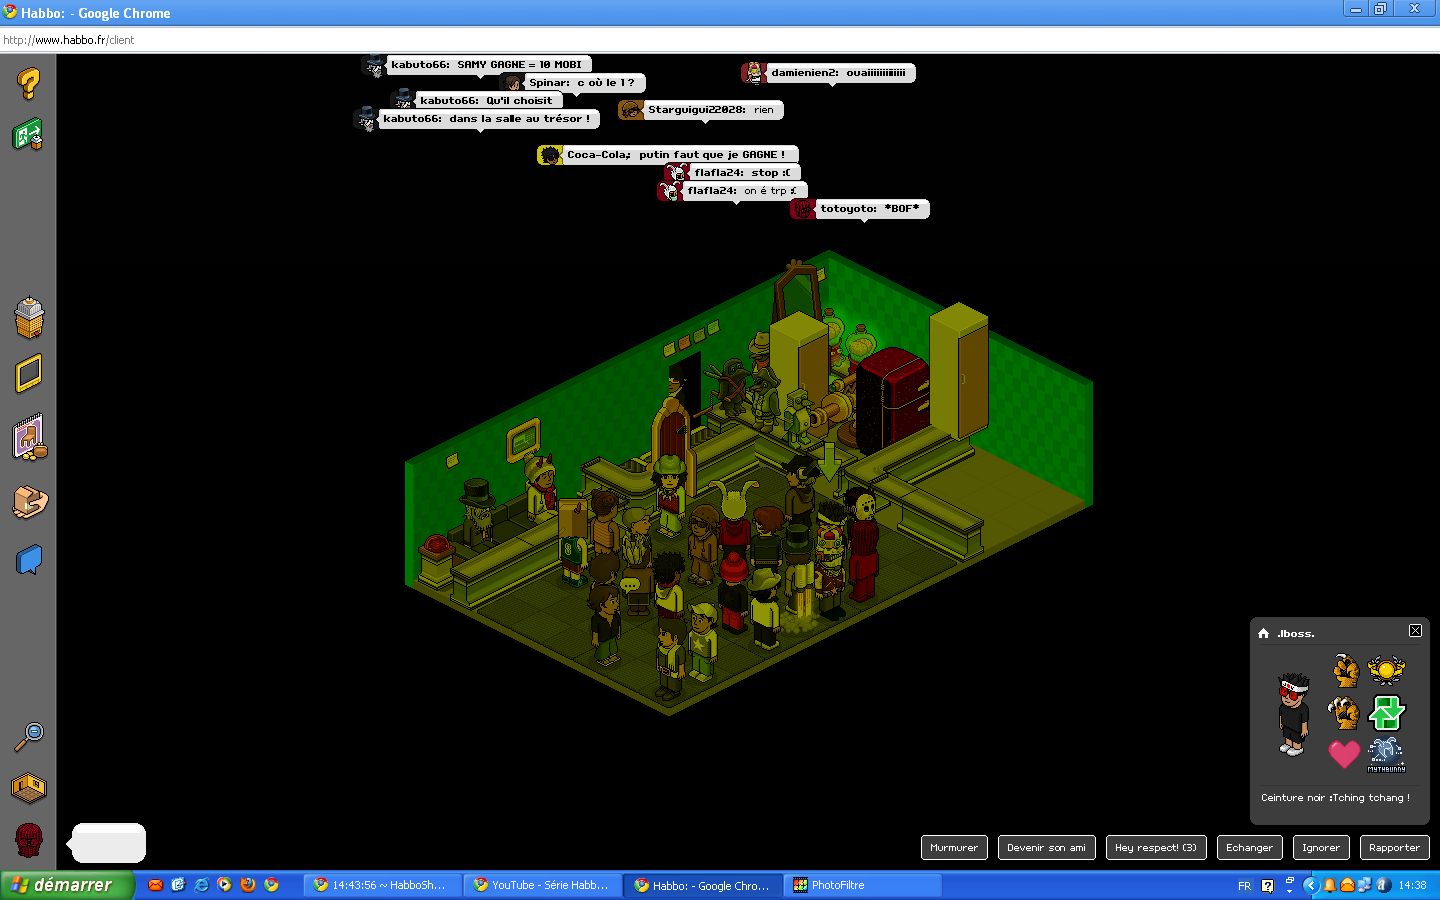 Habbo: - Google Chrome
http://www.habbo.fr/client
kabuto66: SAMY GAGNE = 10 MOBI
damienien2: ouaiiiiiiiiiiiiii
Spinar: c où le 1 ?
kabuto66: Qu'il choisit
Starguigui22028: rien
kabuto66: dans la salle au trésor !
Coca-Cola;: putin faut que je GAGNE !
flafla24: stop :(
flafla24: on é trp :(
totoyoto: *BOF*
.lboss.
MYTHBUNNY
Ceinture noir :Tching tchang !
Murmurer
Devenir son ami
Hey respect! (3)
Echanger
Ignorer
Rapporter
démarrer
14:43:56 ~ HabboSh...
YouTube - Série Habb...
Habbo: - Google Chro...
PhotoFiltre
FR
14:38